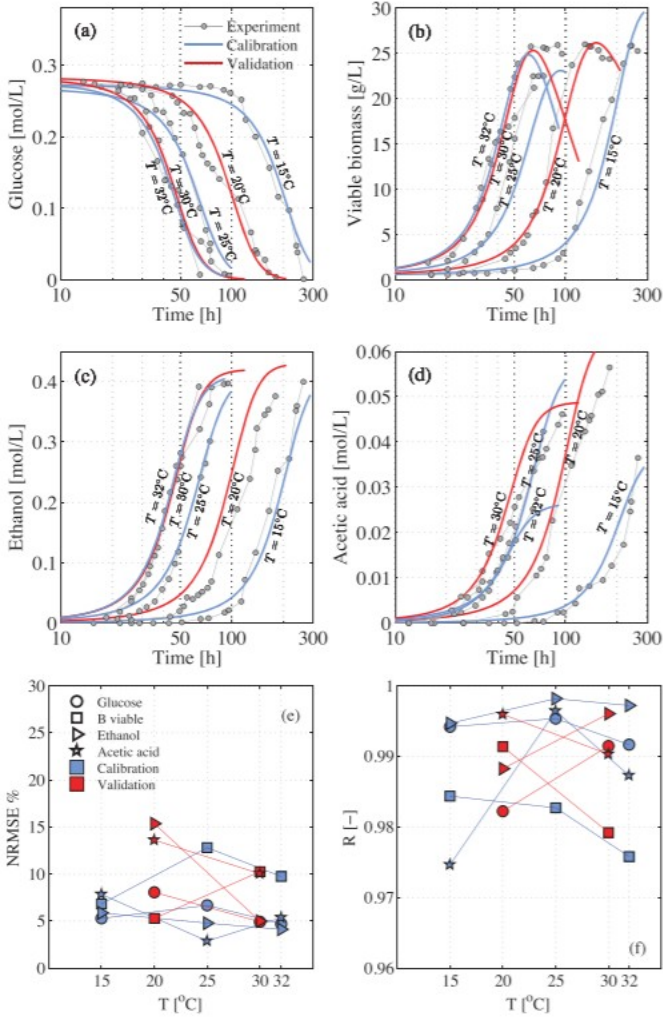 (a)
Experiment
Calibration
Validation
Glucose [mol/L]
0.3
0.2
0.1
0
T = 32°C
T = 30°C
T = 25°C
T = 20°C
T = 15°C
10 50 100 300
Time [h]
(b)
Viable biomass [g/L]
30
25
20
15
10
5
0
T = 32°C
T = 30°C
T = 25°C
T = 20°C
T = 15°C
10 50 100 300
Time [h]
(c)
Ethanol [mol/L]
0.4
0.3
0.2
0.1
0
T = 32°C
T = 30°C
T = 25°C
T = 20°C
T = 15°C
10 50 100 300
Time [h]
(d)
Acetic acid [mol/L]
0.06
0.05
0.04
0.03
0.02
0.01
0
T = 30°C
T = 25°C
T = 32°C
T = 20°C
T = 15°C
10 50 100 300
Time [h]
(e)
Glucose
B viable
Ethanol
Acetic acid
Calibration
Validation
NRMSE %
30
25
20
15
10
5
0
15 20 25 30 32
T [°C]
R [−]
1
0.99
0.98
0.97
0.96
(f)
15 20 25 30 32
T [°C]